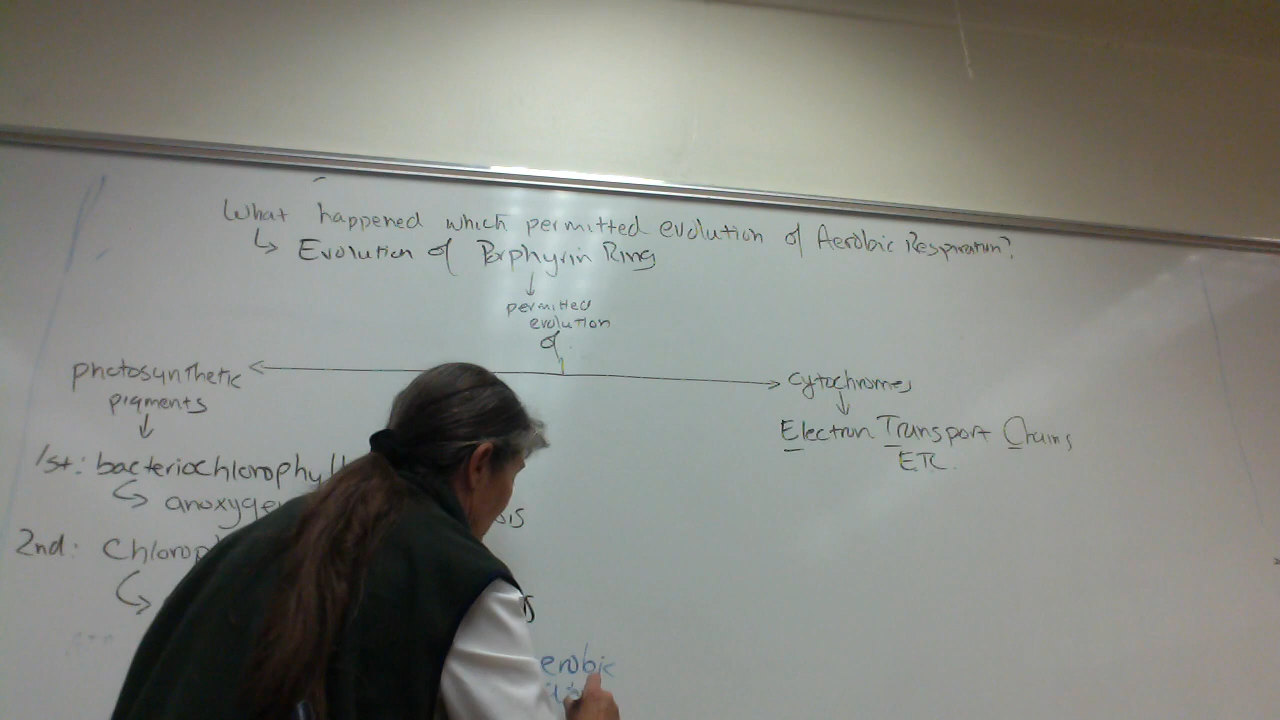 What happened which permitted evolution of Aerobic Respiration?
↳ Evolution of Porphyrin Ring
↓
permitted
evolution
of
photosynthetic
pigments
↓
1st: bacteriochlorophyll
↳ anoxyge
SIS
2nd: Chlorop
↳
erobic
cytochromes
↓
Electron Transport Chains
ETC.